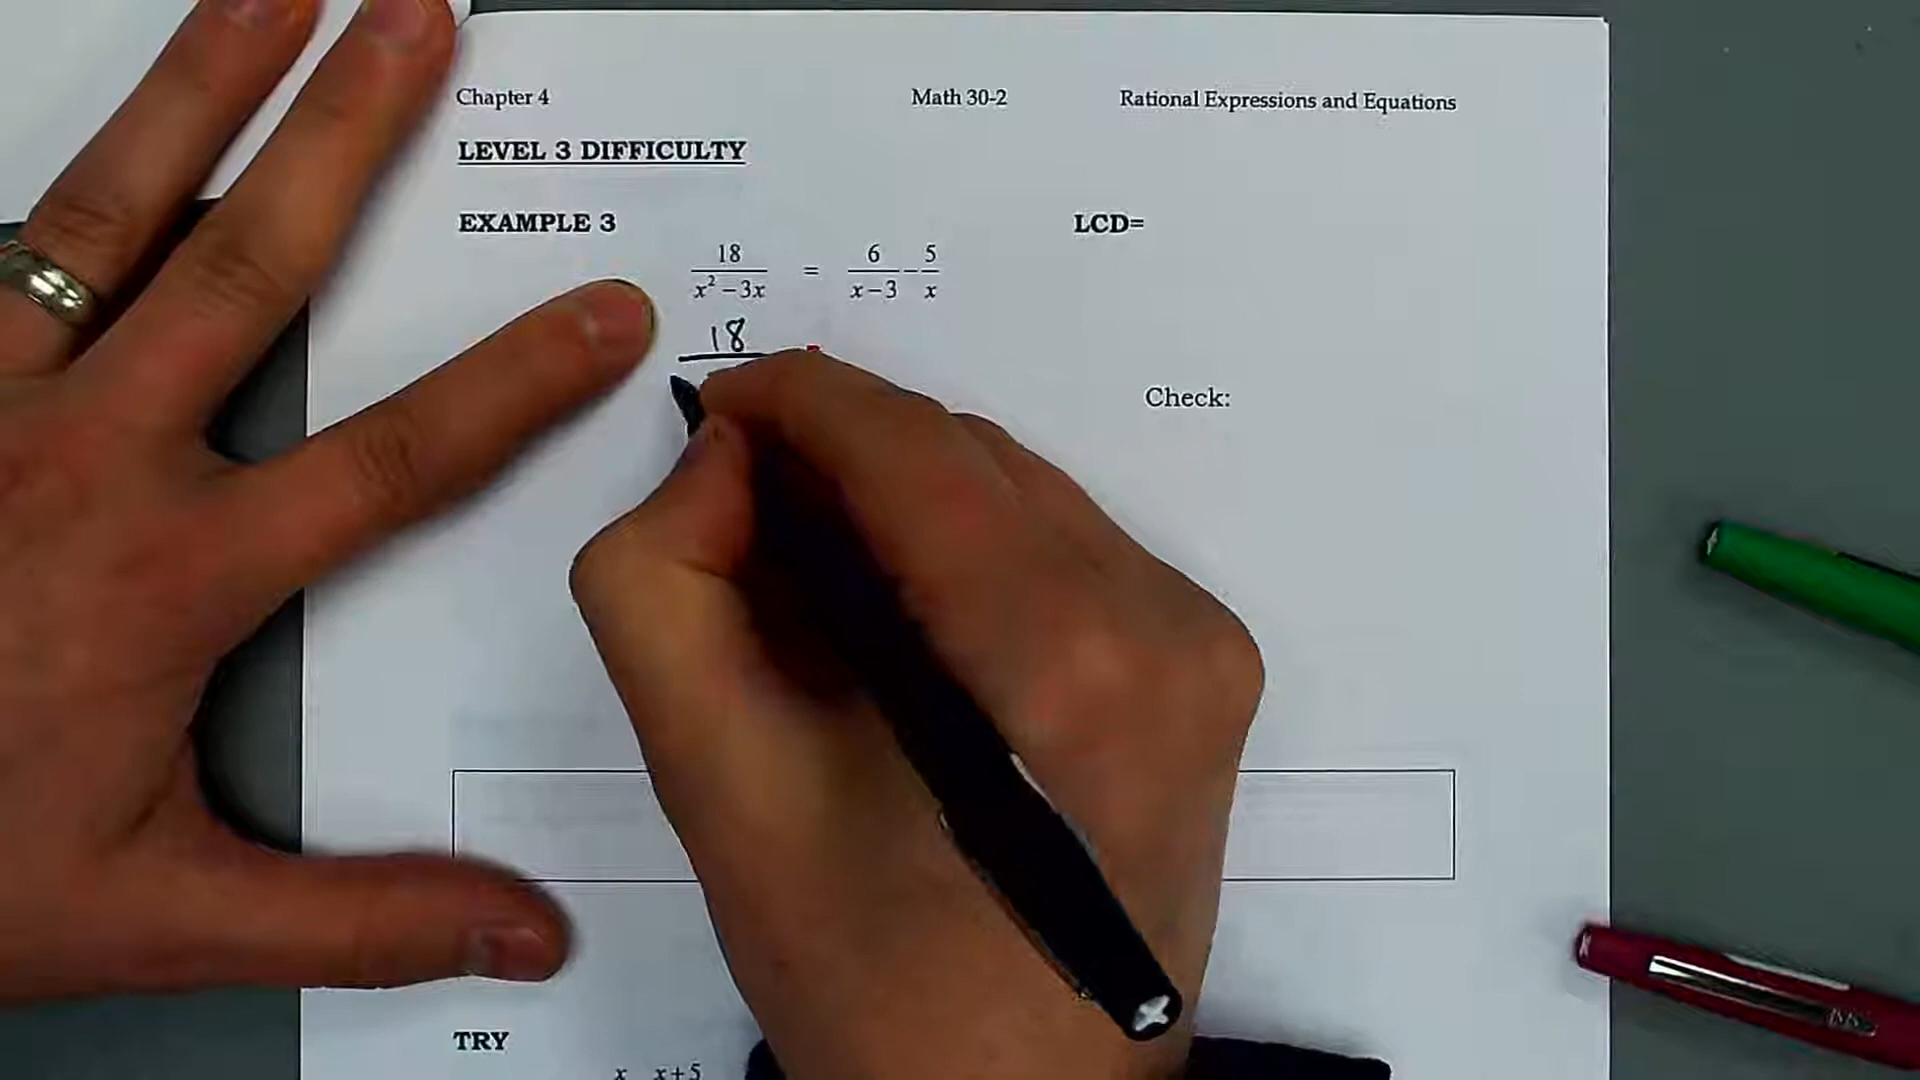 Chapter 4 Math 30-2 Rational Expressions and Equations
LEVEL 3 DIFFICULTY
EXAMPLE 3 LCD=
18/(x² − 3x) = 6/(x − 3) − 5/x
18
Check:
TRY
x x+5